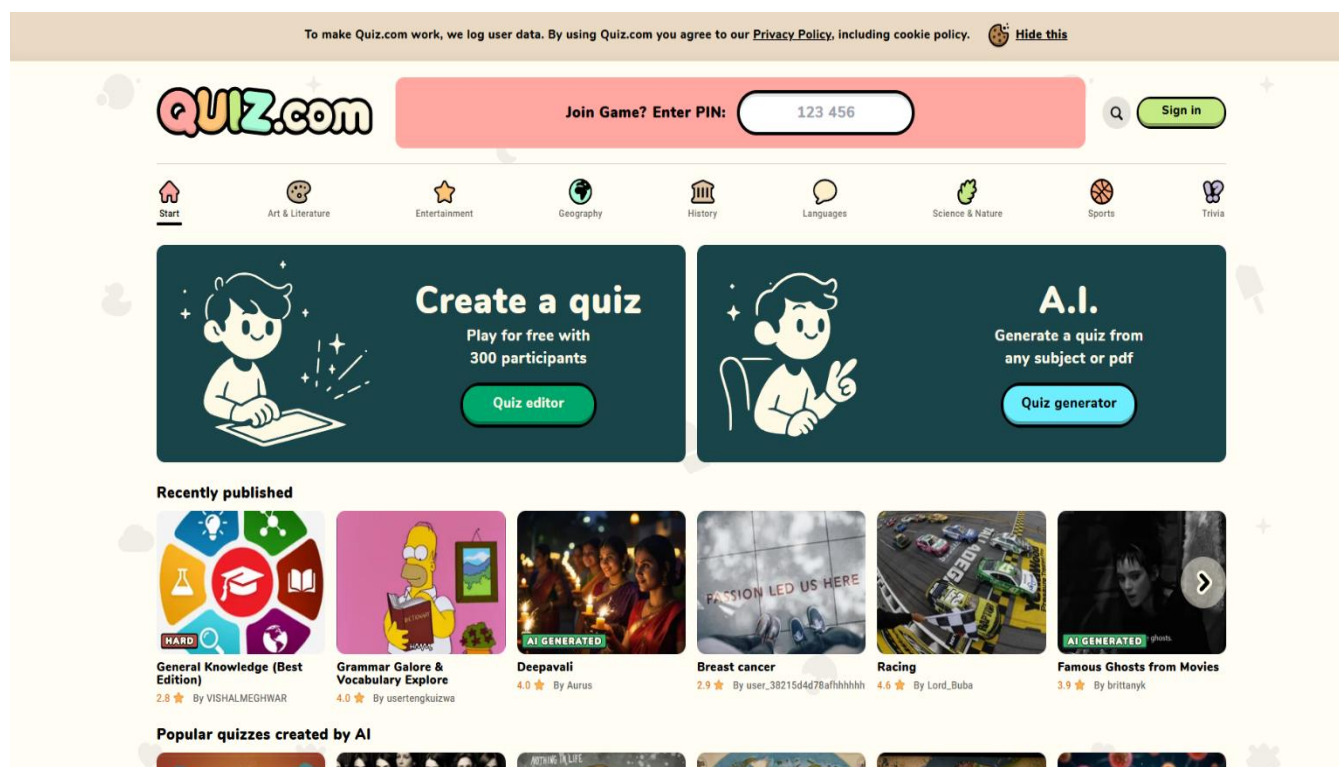 To make Quiz.com work, we log user data. By using Quiz.com you agree to our Privacy Policy, including cookie policy. Hide this
QUIZ.com
Join Game? Enter PIN: 123 456
Sign in
Start Art & Literature Entertainment Geography History Languages Science & Nature Sports Trivia
Create a quiz
Play for free with
300 participants
Quiz editor
A.I.
Generate a quiz from
any subject or pdf
Quiz generator
Recently published
HARD
General Knowledge (Best
Edition)
2.8 By VISHALMEGHWAR
DICTIONARY
Grammar Galore &
Vocabulary Explore
4.0 By usertengkuizwa
AI GENERATED
Deepavali
4.0 By Aurus
PASSION LED US HERE
Breast cancer
2.9 By user_38215d4d78afhhhhhh
Racing
4.6 By Lord_Buba
AI GENERATED
ghosts.
Famous Ghosts from Movies
3.9 By brittanyk
Popular quizzes created by AI
NOTHING IN LIFE